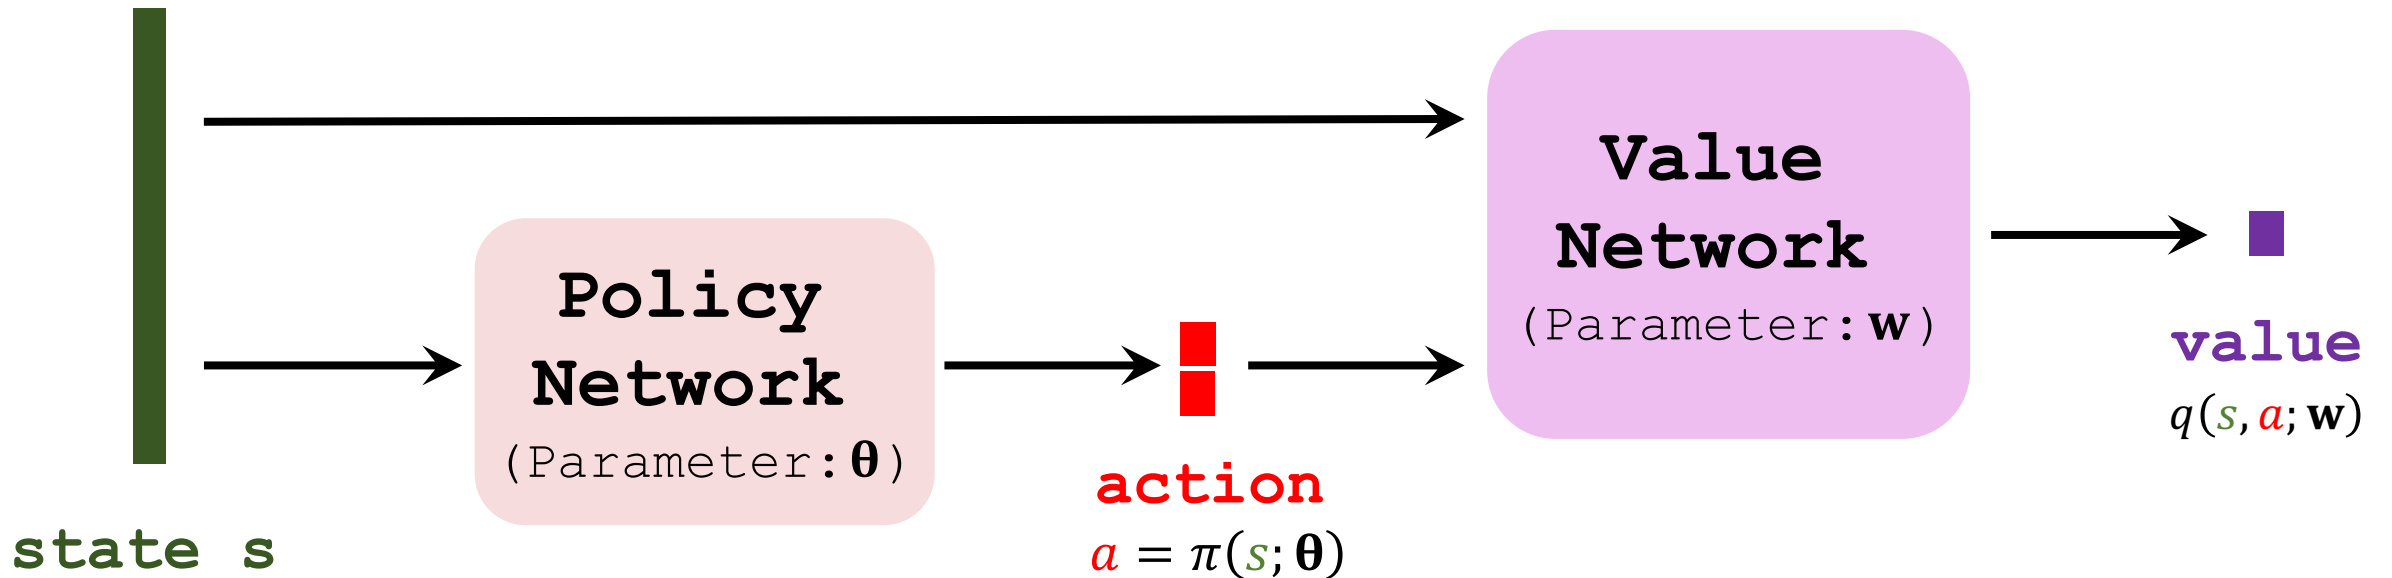 state s
Policy
Network
(Parameter: θ)
action
a = π(s; θ)
Value
Network
(Parameter: w)
value
q(s, a; w)